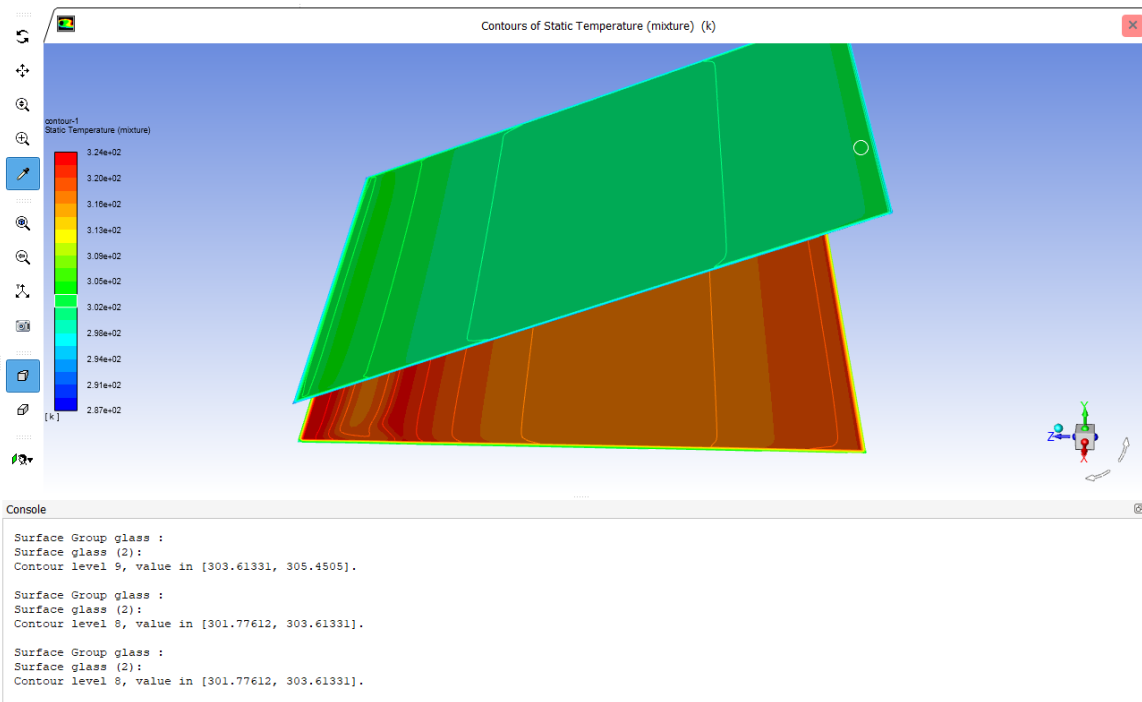 Contours of Static Temperature (mixture) (k)
contour-1
Static Temperature (mixture)
3.24e+02
3.20e+02
3.16e+02
3.13e+02
3.09e+02
3.05e+02
3.02e+02
2.98e+02
2.94e+02
2.91e+02
2.87e+02
[k]
Y
Z
X
Console
Surface Group glass :
Surface glass (2):
Contour level 9, value in [303.61331, 305.4505].
Surface Group glass :
Surface glass (2):
Contour level 8, value in [301.77612, 303.61331].
Surface Group glass :
Surface glass (2):
Contour level 8, value in [301.77612, 303.61331].